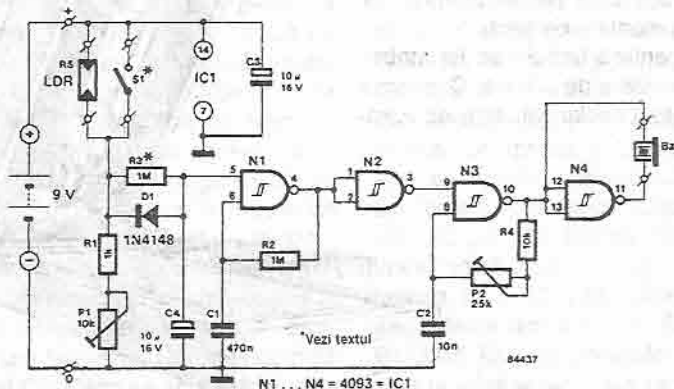 +
+
R5
LDR
S1*
14
IC1
7
C3
10µ
16 V
9 V
−
R3*
1M
D1
1N4148
R1
1k
P1
10k
0
C4
10µ
16 V
N1
5
6
4
R2
1M
C1
470n
N2
1
2
3
*Vezi textul
N3
9
8
10
R4
10k
P2
25k
C2
10n
N4
12
13
11
Bz
84437
N1 . . . N4 = 4093 = IC1